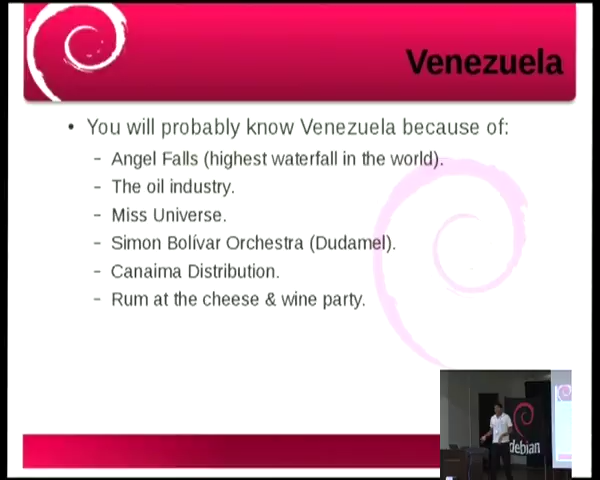 Venezuela
• You will probably know Venezuela because of:
– Angel Falls (highest waterfall in the world).
– The oil industry.
– Miss Universe.
– Simon Bolívar Orchestra (Dudamel).
– Canaima Distribution.
– Rum at the cheese & wine party.
debian